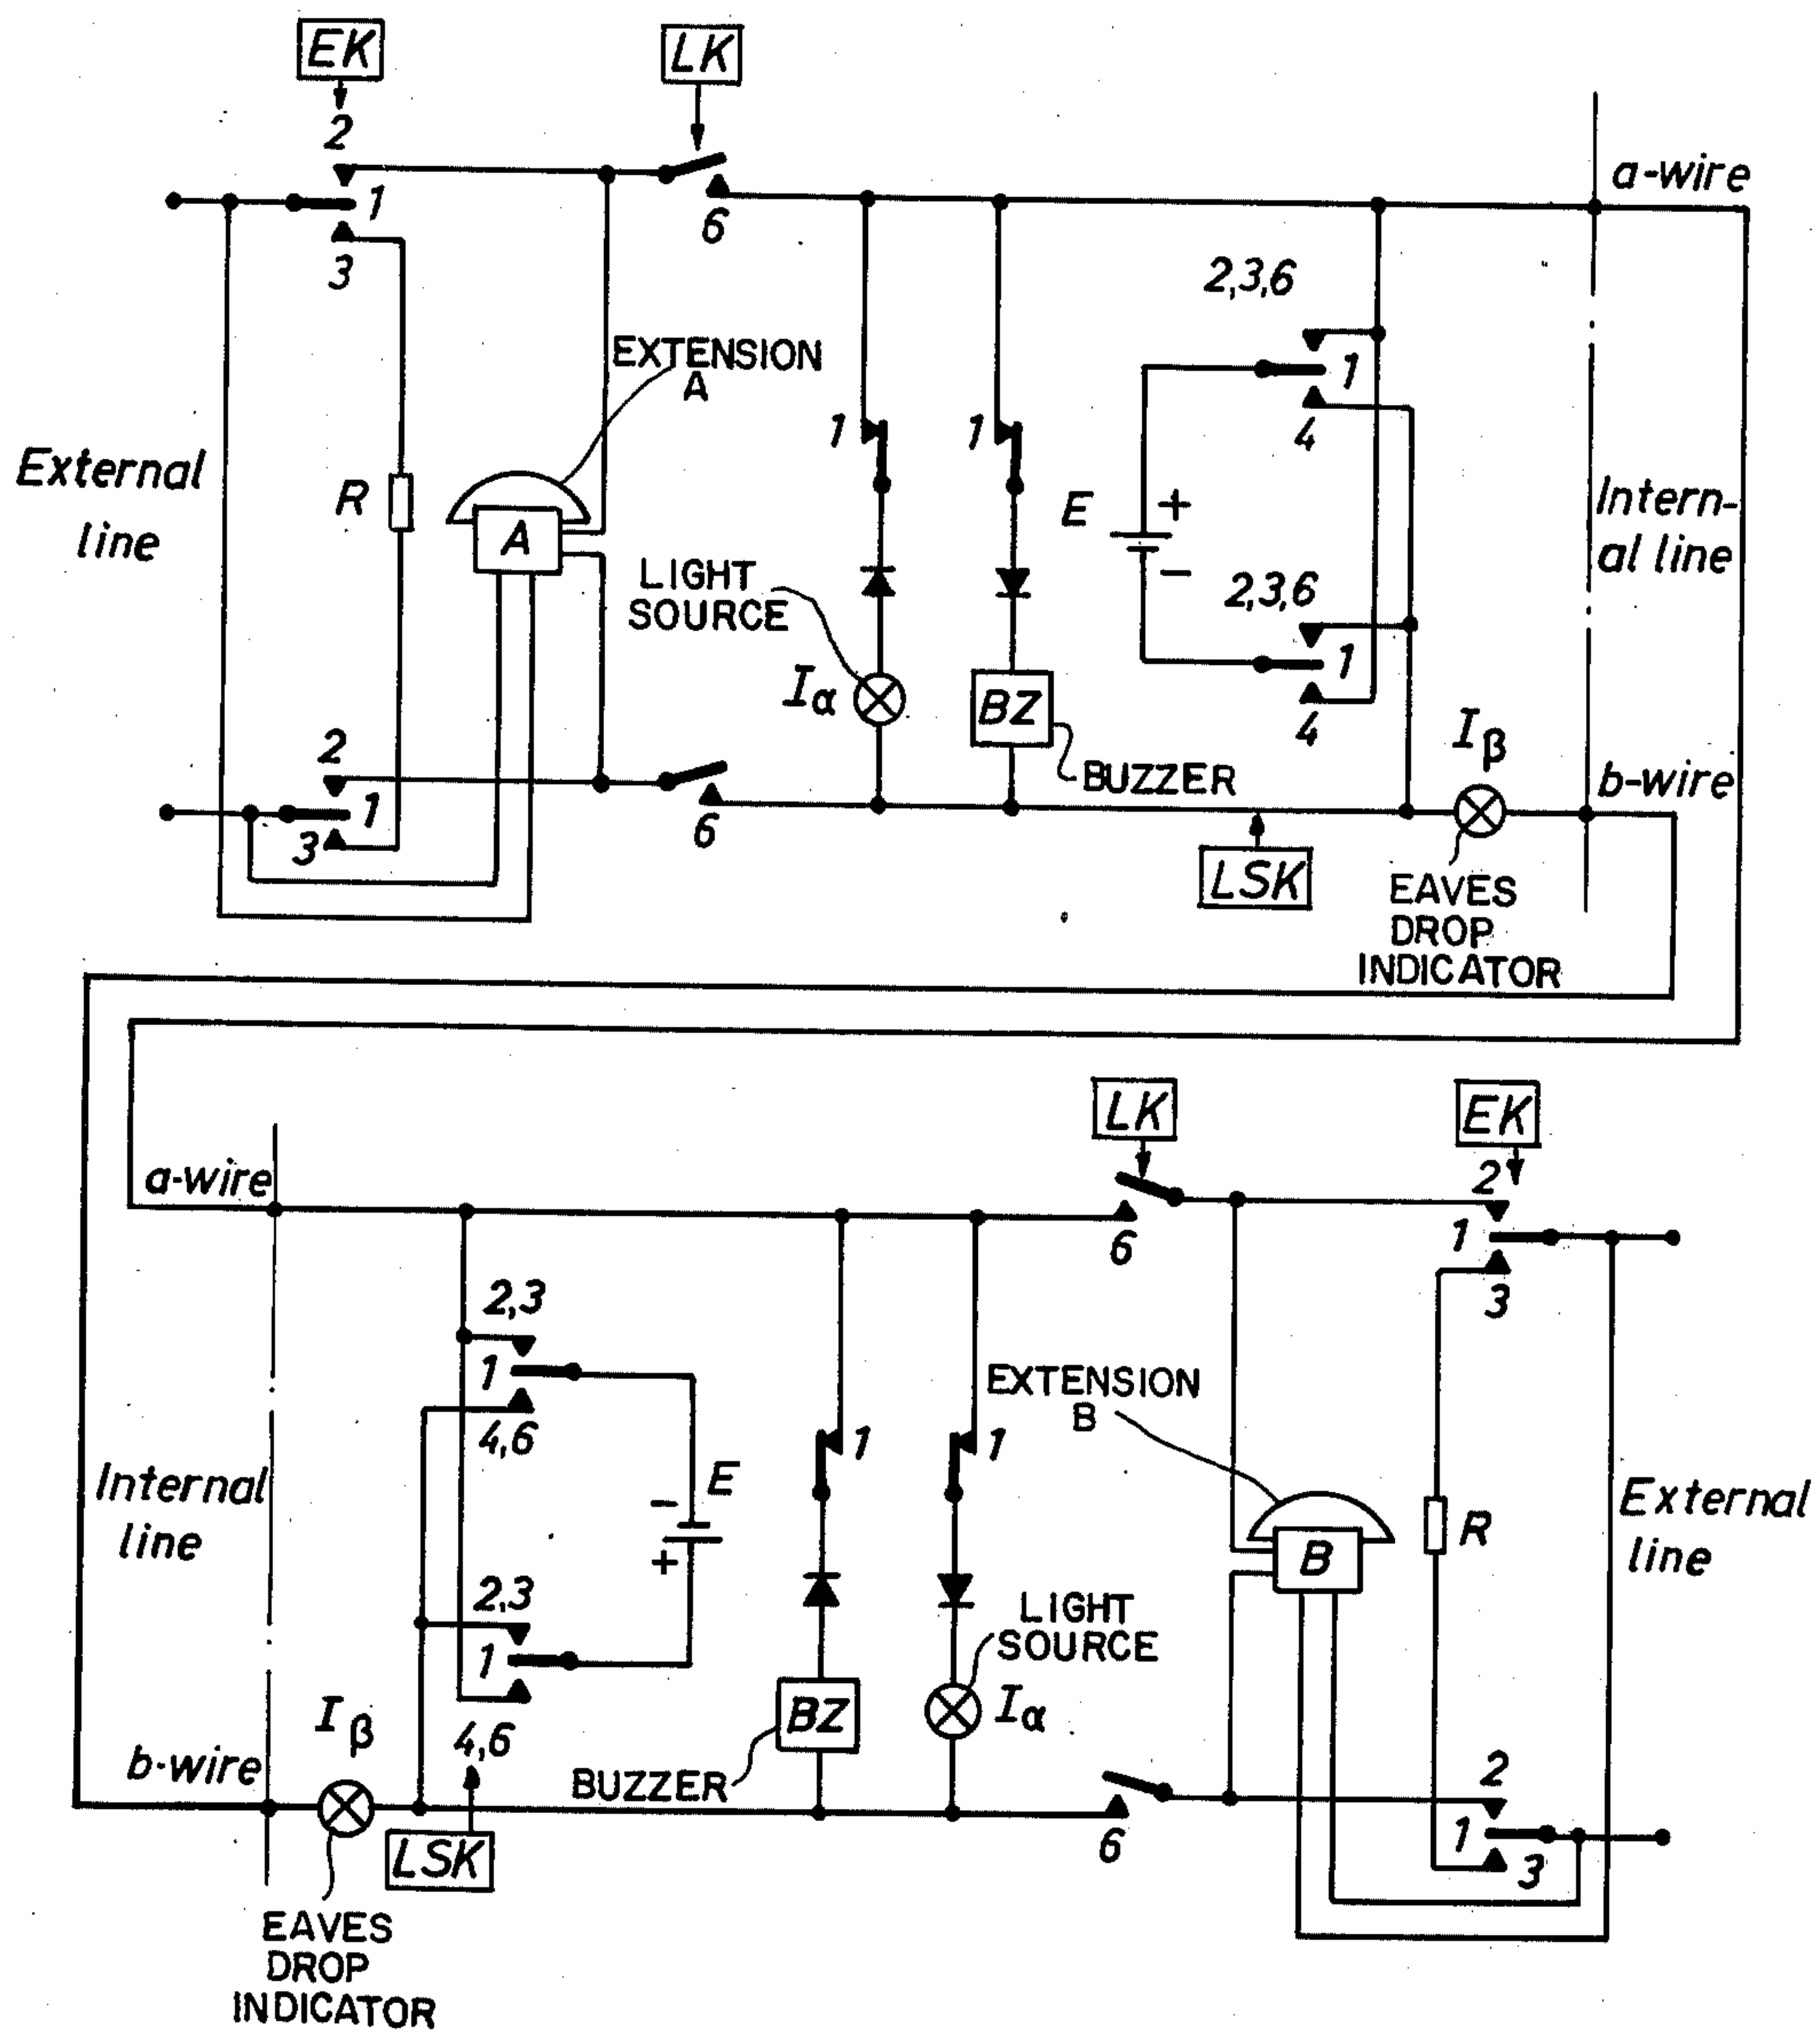 EK
LK
2
a-wire
1
6
3
2,3,6
EXTENSION
A
1
1
1
4
External
line
R
A
E
+
-
Intern-
al line
LIGHT
SOURCE
2,3,6
1
4
Iα
BZ
Iβ
2
BUZZER
b-wire
1
3
6
LSK
EAVES
DROP
INDICATOR
LK
EK
a-wire
2
1
6
3
2,3
1
4,6
EXTENSION
B
1
1
Internal
line
-
E
+
External
line
R
B
2,3
1
LIGHT
SOURCE
Iβ
4,6
BZ
Iα
b-wire
BUZZER
2
1
3
6
LSK
EAVES
DROP
INDICATOR